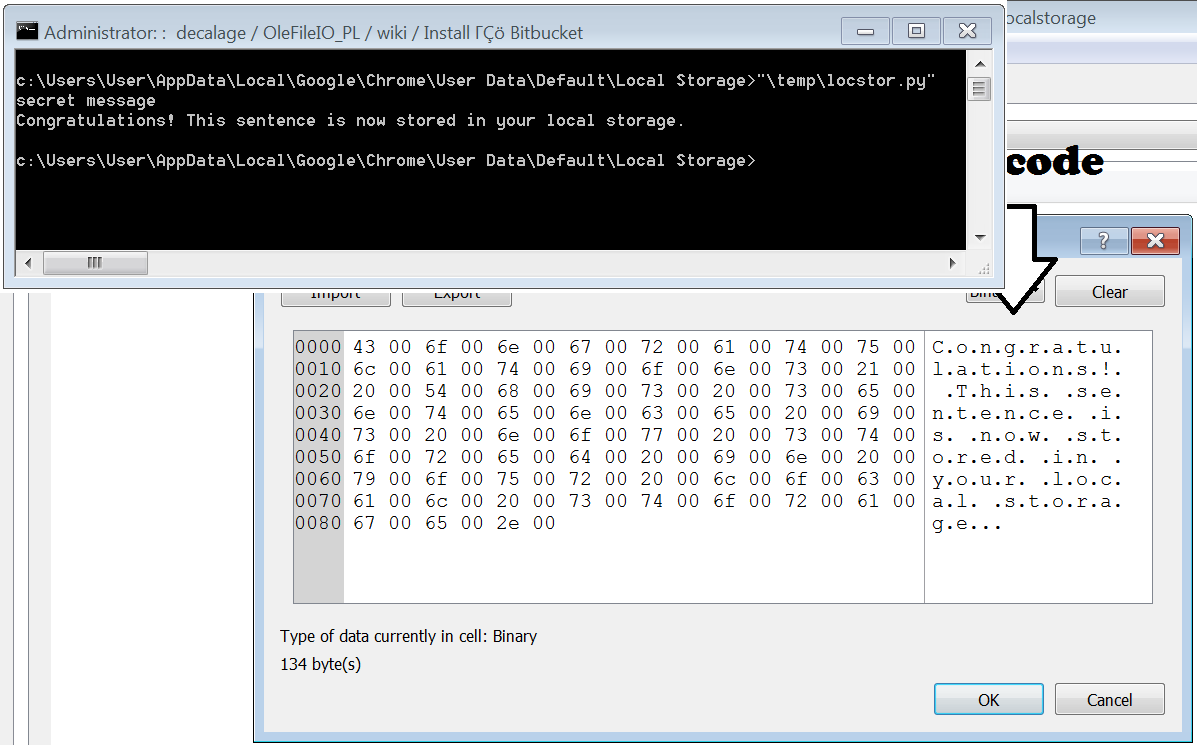 Administrator: :  decalage / OleFileIO_PL / wiki / Install ΓÇö Bitbucket
ocalstorage
c:\Users\User\AppData\Local\Google\Chrome\User Data\Default\Local Storage>"\temp\locstor.py"
secret message
Congratulations! This sentence is now stored in your local storage.
c:\Users\User\AppData\Local\Google\Chrome\User Data\Default\Local Storage>
code
?
Import Export Clear
0000 43 00 6f 00 6e 00 67 00 72 00 61 00 74 00 75 00 C.o.n.g.r.a.t.u.
0010 6c 00 61 00 74 00 69 00 6f 00 6e 00 73 00 21 00 l.a.t.i.o.n.s.!.
0020 20 00 54 00 68 00 69 00 73 00 20 00 73 00 65 00  .T.h.i.s. .s.e.
0030 6e 00 74 00 65 00 6e 00 63 00 65 00 20 00 69 00 n.t.e.n.c.e. .i.
0040 73 00 20 00 6e 00 6f 00 77 00 20 00 73 00 74 00 s. .n.o.w. .s.t.
0050 6f 00 72 00 65 00 64 00 20 00 69 00 6e 00 20 00 o.r.e.d. .i.n. .
0060 79 00 6f 00 75 00 72 00 20 00 6c 00 6f 00 63 00 y.o.u.r. .l.o.c.
0070 61 00 6c 00 20 00 73 00 74 00 6f 00 72 00 61 00 a.l. .s.t.o.r.a.
0080 67 00 65 00 2e 00 g.e...
Type of data currently in cell: Binary
134 byte(s)
OK Cancel